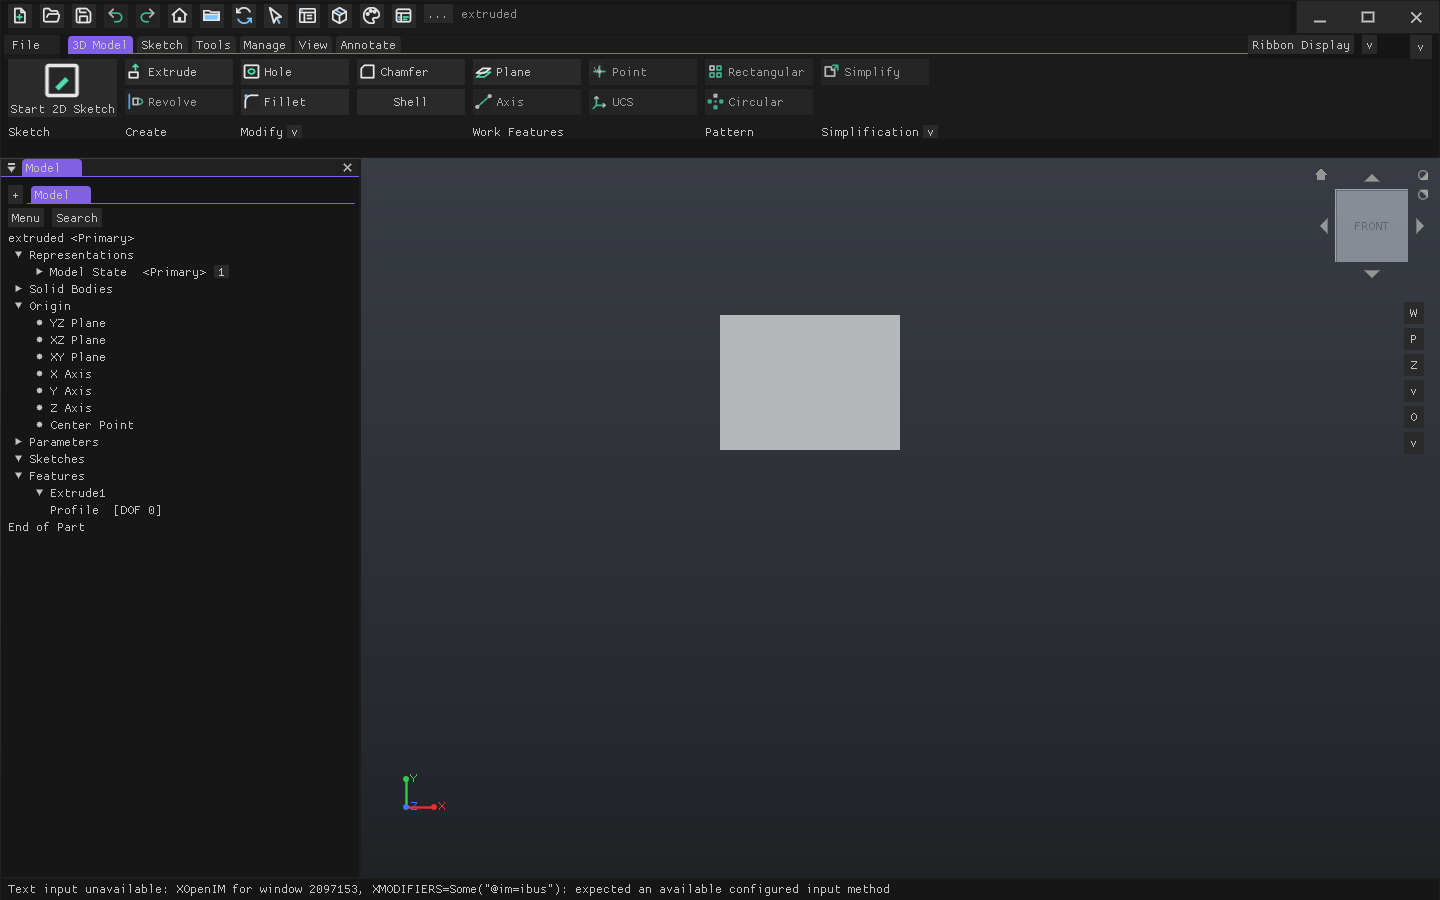 ... extruded
File 3D Model Sketch Tools Manage View Annotate Ribbon Display v v
Extrude Hole Chamfer Plane Point Rectangular Simplify
Start 2D Sketch Revolve Fillet Shell Axis UCS Circular
Sketch Create Modify v Work Features Pattern Simplification v
Model
+ Model
Menu Search
extruded <Primary>
Representations
Model State <Primary> 1
Solid Bodies
Origin
YZ Plane
XZ Plane
XY Plane
X Axis
Y Axis
Z Axis
Center Point
Parameters
Sketches
Features
Extrude1
Profile [DOF 0]
End of Part
FRONT
W
P
Z
v
O
v
Y
Z X
Text input unavailable: XOpenIM for window 2097153, XMODIFIERS=Some("@im=ibus"): expected an available configured input method